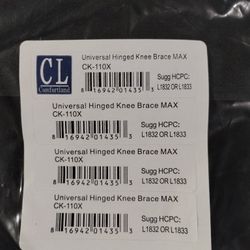 CL
Comfortland
Universal Hinged Knee Brace MAX
CK-110X
Sugg HCPC:
8 16942 01435 3
L1832 OR L1833
Universal Hinged Knee Brace MAX
CK-110X
Sugg HCPC:
8 16942 01435 3
L1832 OR L1833
Universal Hinged Knee Brace MAX
CK-110X
Sugg HCPC:
8 16942 01435 3
L1832 OR L1833
Universal Hinged Knee Brace MAX
CK-110X
Sugg HCPC:
8 16942 01435 3
L1832 OR L1833